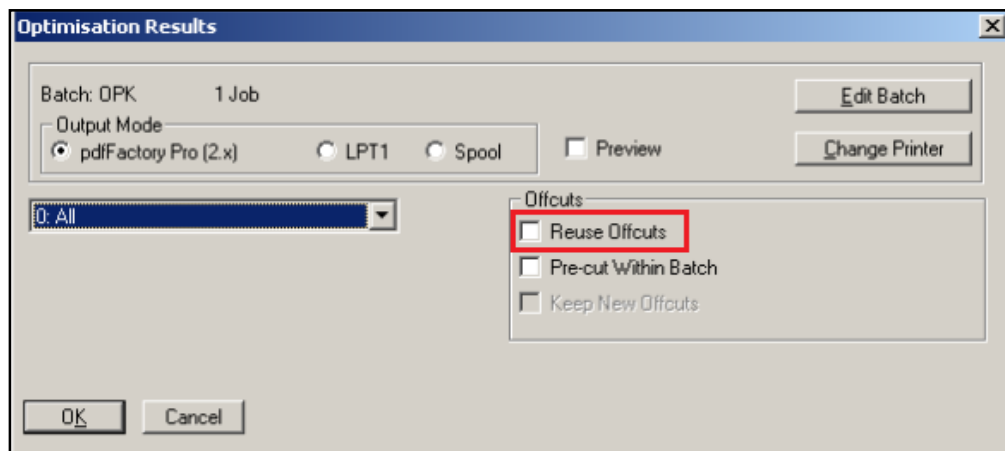 Optimisation Results
Batch: OPK 1 Job
Edit Batch
Output Mode
pdfFactory Pro (2.x) LPT1 Spool
Preview
Change Printer
0: All
Offcuts
Reuse Offcuts
Pre-cut Within Batch
Keep New Offcuts
OK Cancel